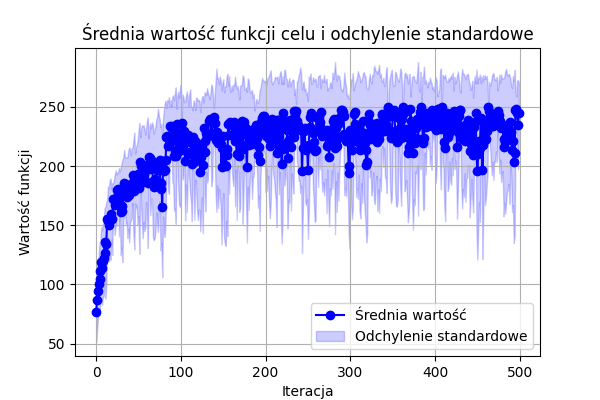 Średnia wartość funkcji celu i odchylenie standardowe
Wartość funkcji
250
200
150
100
50
0 100 200 300 400 500
Iteracja
Średnia wartość
Odchylenie standardowe